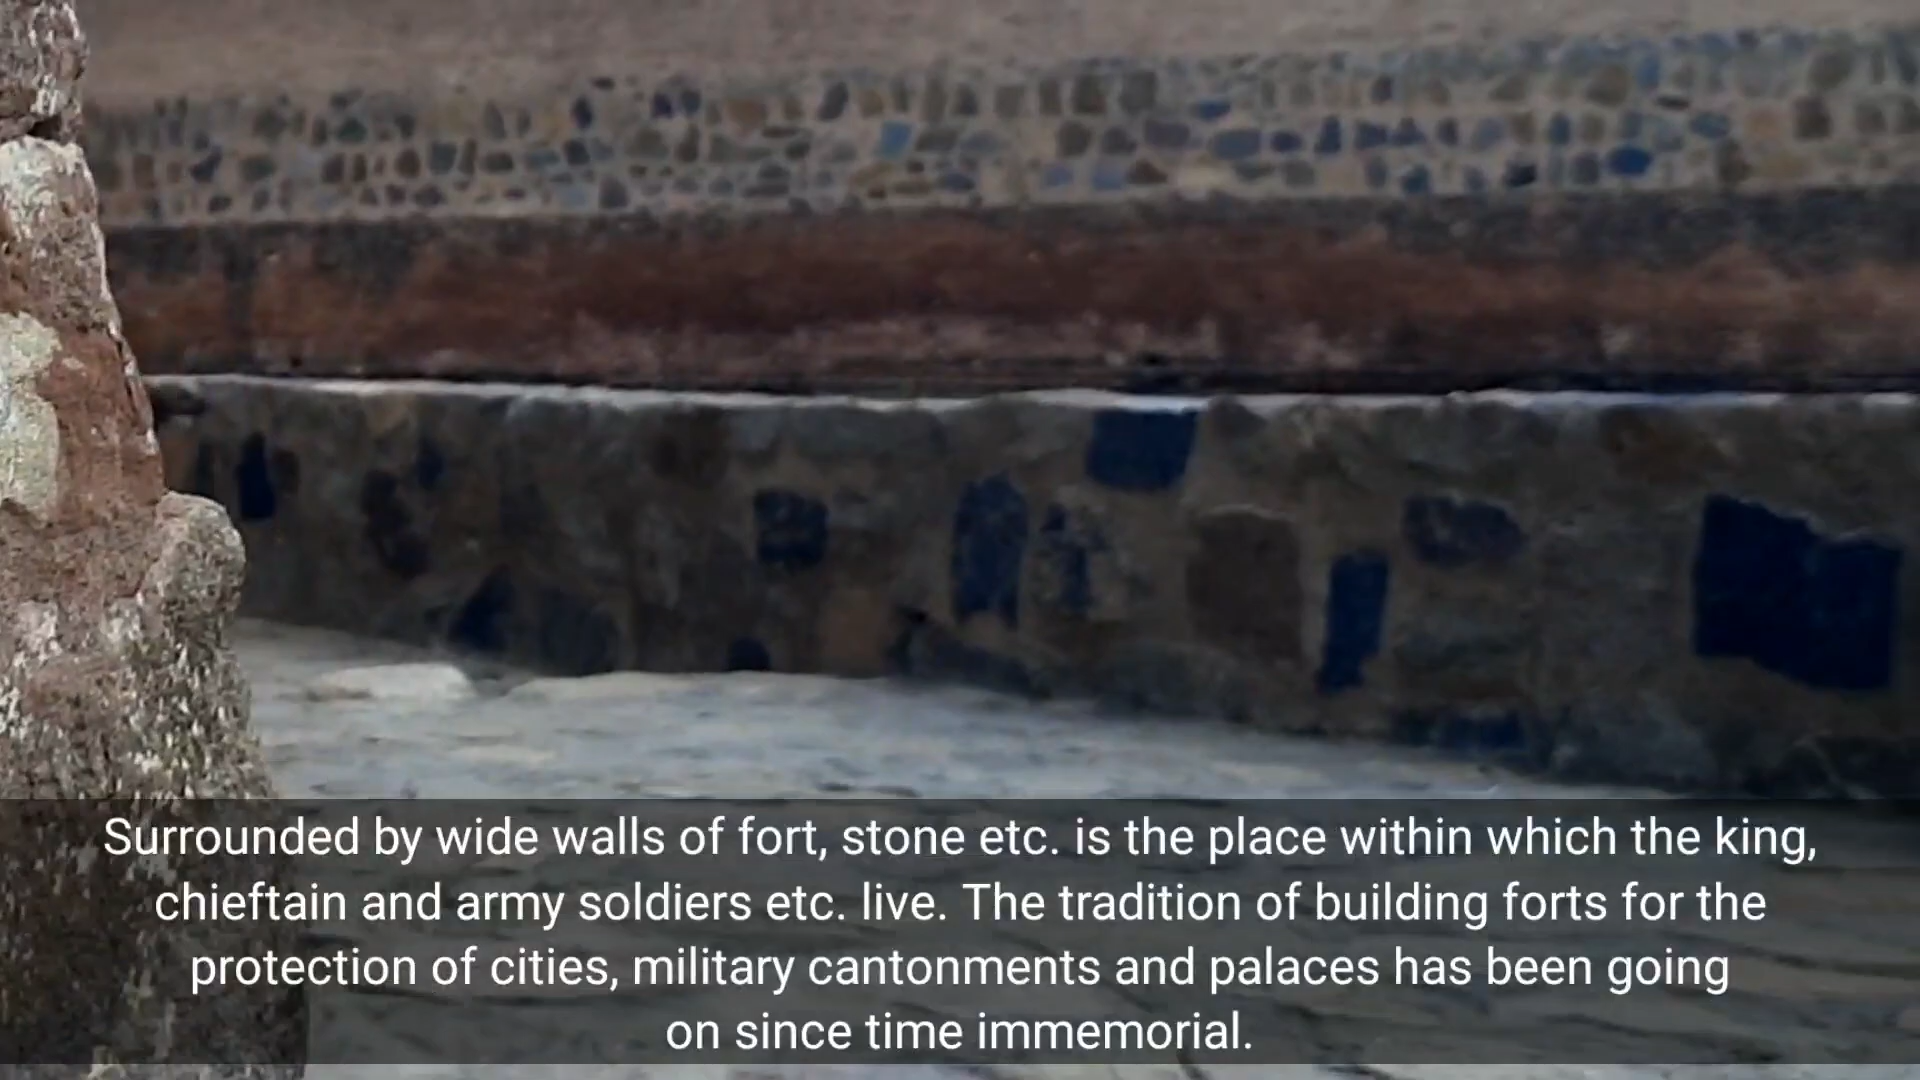 Surrounded by wide walls of fort, stone etc. is the place within which the king,
chieftain and army soldiers etc. live. The tradition of building forts for the
protection of cities, military cantonments and palaces has been going
on since time immemorial.